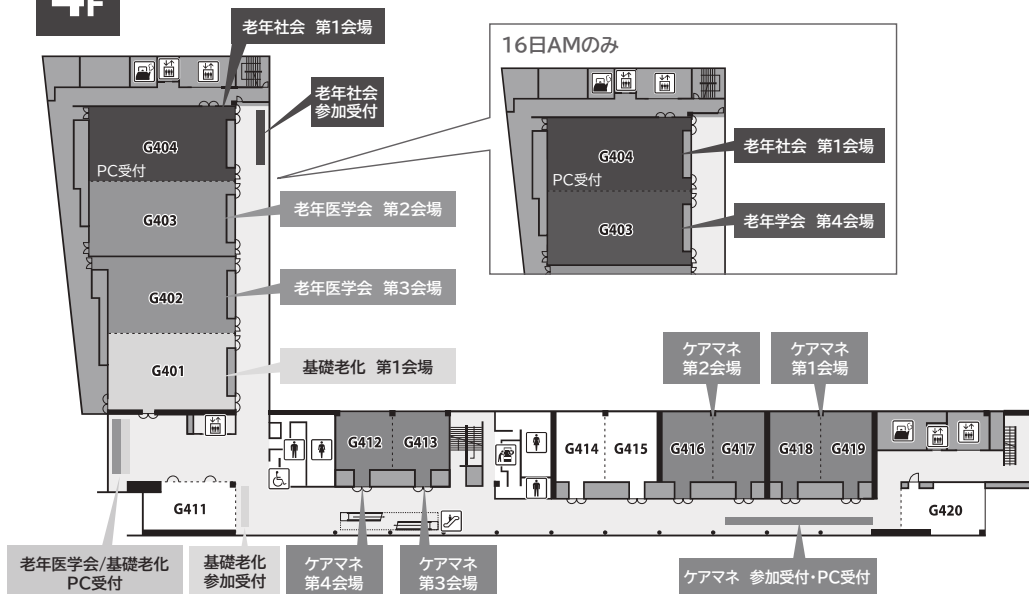 4F
老年社会 第1会場
16日AMのみ
老年社会
参加受付
G404
PC受付
G403
老年医学会 第2会場
G402
老年医学会 第3会場
G401
基礎老化 第1会場
G404
PC受付
老年社会 第1会場
G403
老年学会 第4会場
ケアマネ
第2会場
ケアマネ
第1会場
G412
G413
G414
G415
G416
G417
G418
G419
G411
G420
老年医学会/基礎老化
PC受付
基礎老化
参加受付
ケアマネ
第4会場
ケアマネ
第3会場
ケアマネ 参加受付・PC受付